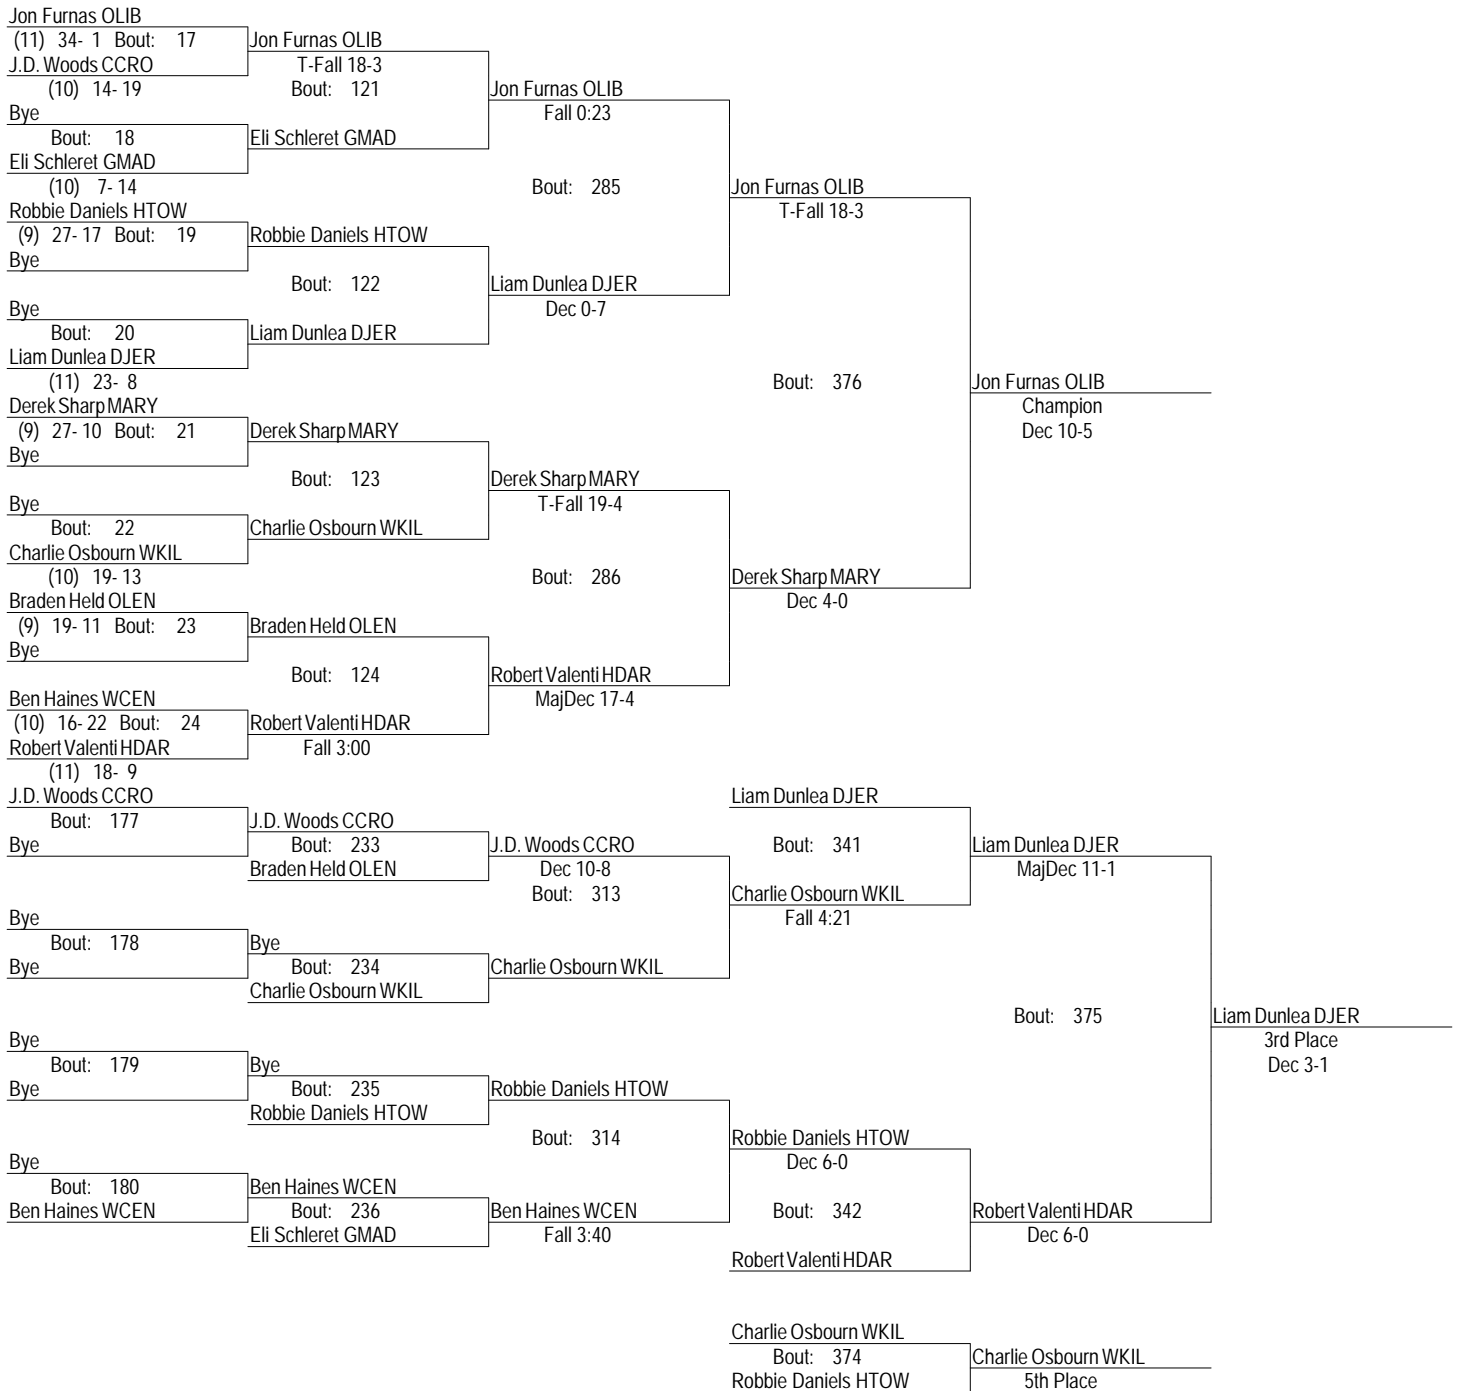 Jon Furnas OLIB
(11) 34- 1 Bout: 17
Jon Furnas OLIB
J.D. Woods CCRO
T-Fall 18-3
(10) 14- 19
Bout: 121
Jon Furnas OLIB
Bye
Fall 0:23
Bout: 18
Eli Schleret GMAD
Eli Schleret GMAD
(10) 7- 14
Bout: 285
Jon Furnas OLIB
Robbie Daniels HTOW
T-Fall 18-3
(9) 27- 17 Bout: 19
Robbie Daniels HTOW
Bye
Bout: 122
Liam Dunlea DJER
Bye
Dec 0-7
Bout: 20
Liam Dunlea DJER
Liam Dunlea DJER
(11) 23- 8
Bout: 376
Jon Furnas OLIB
Derek Sharp MARY
Champion
(9) 27- 10 Bout: 21
Derek Sharp MARY
Dec 10-5
Bye
Bout: 123
Derek Sharp MARY
Bye
T-Fall 19-4
Bout: 22
Charlie Osbourn WKIL
Charlie Osbourn WKIL
(10) 19- 13
Bout: 286
Derek Sharp MARY
Braden Held OLEN
Dec 4-0
(9) 19- 11 Bout: 23
Braden Held OLEN
Bye
Bout: 124
Robert Valenti HDAR
Ben Haines WCEN
MajDec 17-4
(10) 16- 22 Bout: 24
Robert Valenti HDAR
Robert Valenti HDAR
Fall 3:00
(11) 18- 9
J.D. Woods CCRO
Liam Dunlea DJER
Bout: 177
J.D. Woods CCRO
Bye
Bout: 233
J.D. Woods CCRO
Bout: 341
Liam Dunlea DJER
Braden Held OLEN
Dec 10-8
MajDec 11-1
Bout: 313
Charlie Osbourn WKIL
Bye
Fall 4:21
Bout: 178
Bye
Bye
Bout: 234
Charlie Osbourn WKIL
Charlie Osbourn WKIL
Bout: 375
Liam Dunlea DJER
Bye
3rd Place
Bout: 179
Bye
Dec 3-1
Bye
Bout: 235
Robbie Daniels HTOW
Robbie Daniels HTOW
Bout: 314
Robbie Daniels HTOW
Bye
Dec 6-0
Bout: 180
Ben Haines WCEN
Ben Haines WCEN
Bout: 236
Ben Haines WCEN
Bout: 342
Robert Valenti HDAR
Eli Schleret GMAD
Fall 3:40
Dec 6-0
Robert Valenti HDAR
Charlie Osbourn WKIL
Bout: 374
Charlie Osbourn WKIL
Robbie Daniels HTOW
5th Place